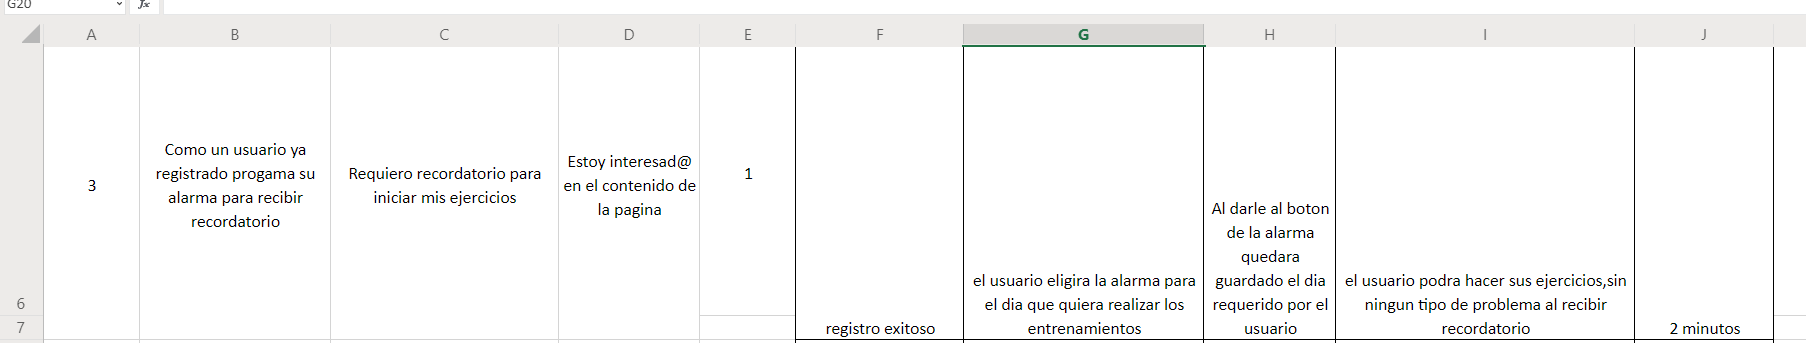 G20
fx
A B C D E F G H I J
3
Como un usuario ya
registrado progama su
alarma para recibir
recordatorio
Requiero recordatorio para
iniciar mis ejercicios
Estoy interesad@
en el contenido de
la pagina
1
registro exitoso
el usuario eligira la alarma para
el dia que quiera realizar los
entrenamientos
Al darle al boton
de la alarma
quedara
guardado el dia
requerido por el
usuario
el usuario podra hacer sus ejercicios,sin
ningun tipo de problema al recibir
recordatorio
2 minutos
6
7